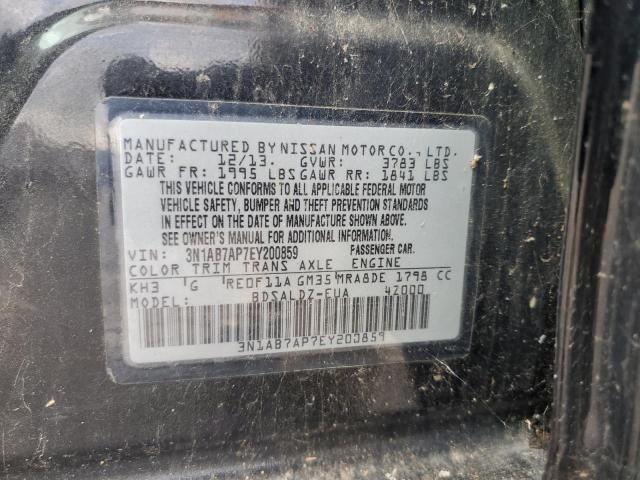 MANUFACTURED BY NISSAN MOTOR CO., LTD.
DATE: 12/13. GVWR: 3783 LBS
GAWR FR: 1995 LBS GAWR RR: 1841 LBS
THIS VEHICLE CONFORMS TO ALL APPLICABLE FEDERAL MOTOR
VEHICLE SAFETY, BUMPER AND THEFT PREVENTION STANDARDS
IN EFFECT ON THE DATE OF MANUFACTURE SHOWN ABOVE.
SEE OWNER'S MANUAL FOR ADDITIONAL INFORMATION.
VIN: 3N1AB7AP7EY200859 PASSENGER CAR.
COLOR TRIM TRANS AXLE ENGINE
KH3 G RE0F11A GM35 MRA8DE 1798 CC
MODEL: BDSALDZ-EUA 42000
3N1AB7AP7EY200859